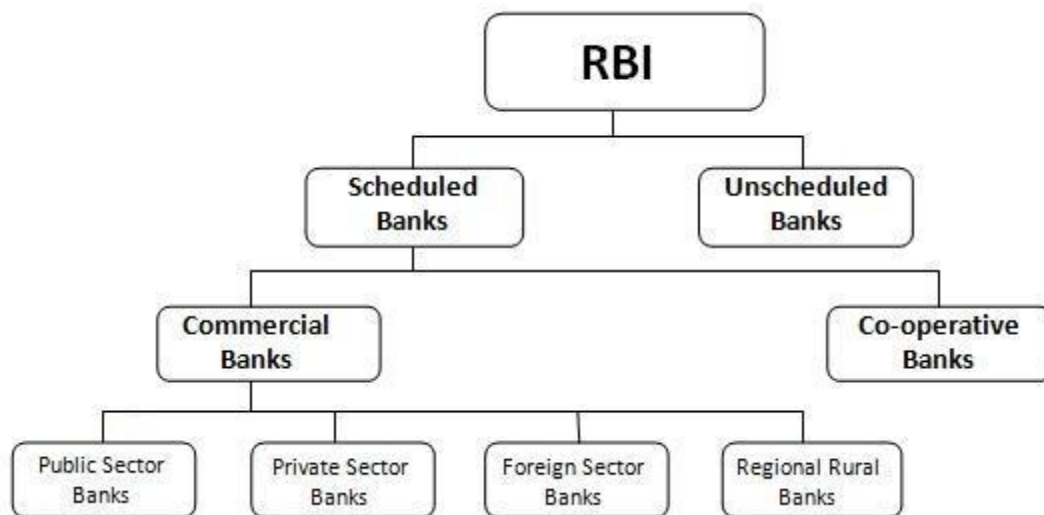 RBI
Scheduled
Banks
Unscheduled
Banks
Commercial
Banks
Co-operative
Banks
Public Sector
Banks
Private Sector
Banks
Foreign Sector
Banks
Regional Rural
Banks